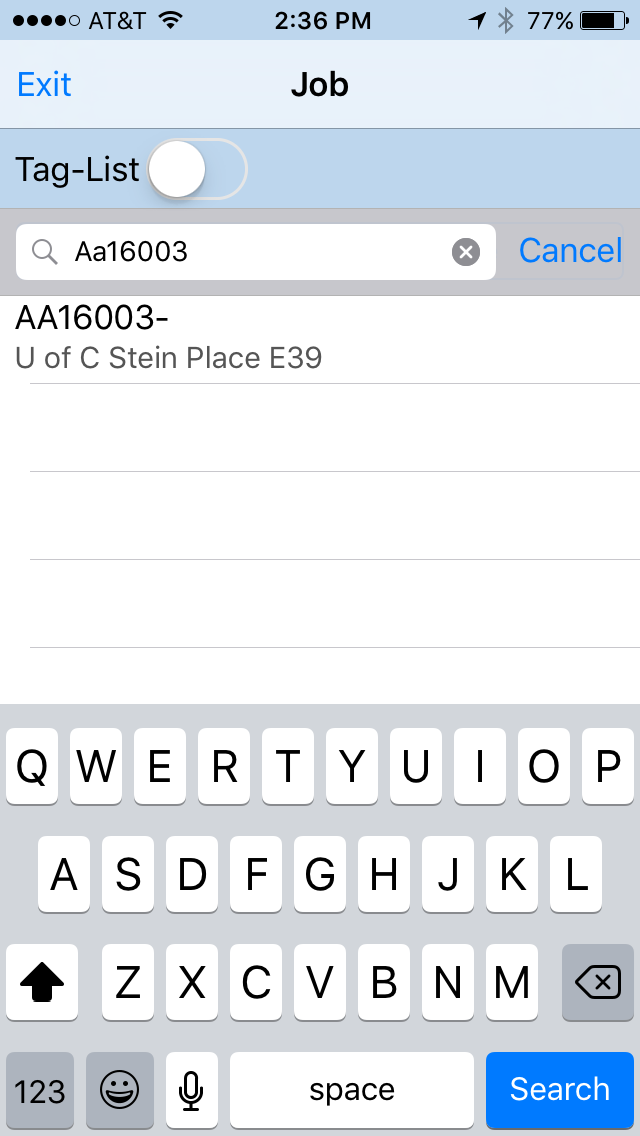 AT&T 2:36 PM 77%
Exit Job
Tag-List
Aa16003 Cancel
AA16003-
U of C Stein Place E39
Q W E R T Y U I O P
A S D F G H J K L
Z X C V B N M
123 space Search